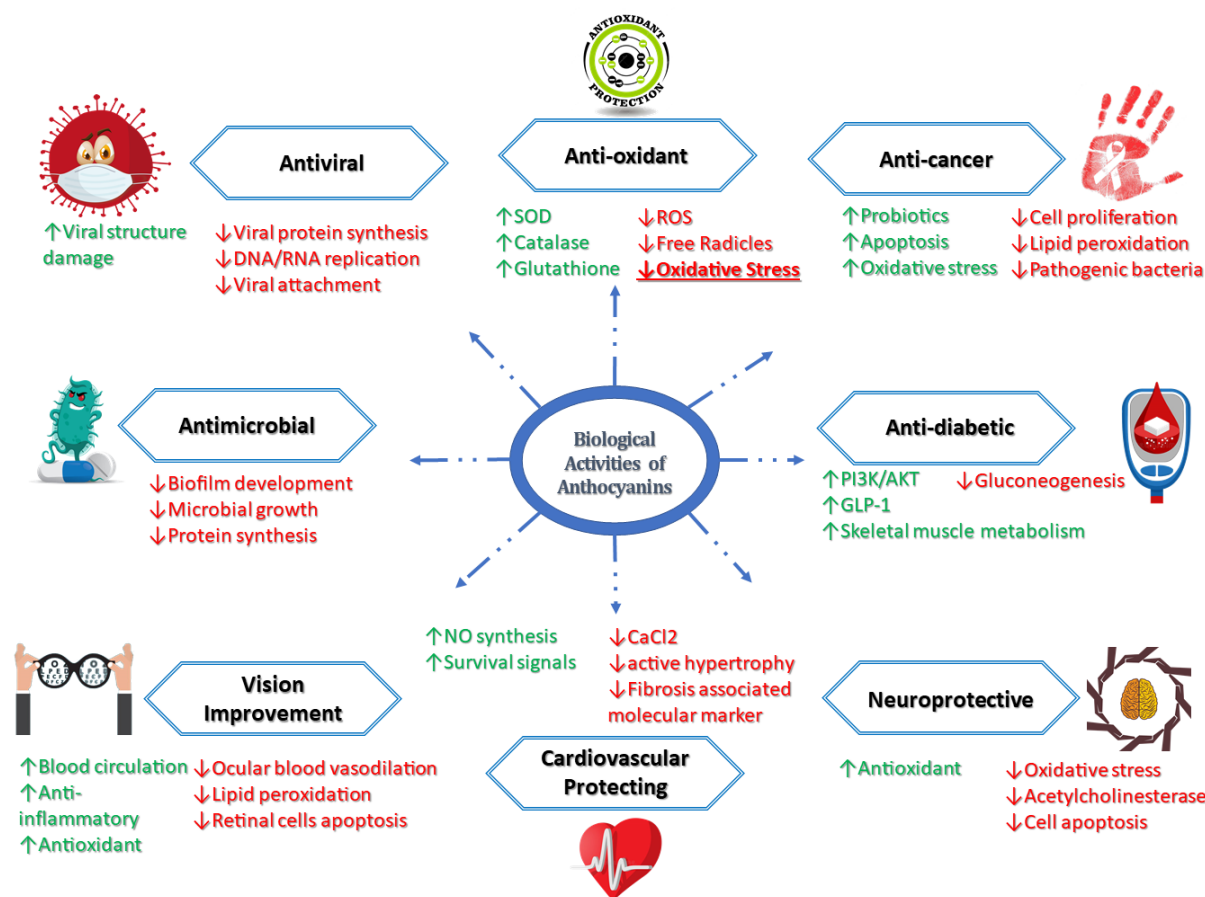 ANTIOXIDANT
PROTECTION
Antiviral
↑Viral structure
damage
↓Viral protein synthesis
↓DNA/RNA replication
↓Viral attachment
Anti-oxidant
↑SOD
↑Catalase
↑Glutathione
↓ROS
↓Free Radicles
↓Oxidative Stress
Anti-cancer
↑Probiotics
↑Apoptosis
↑Oxidative stress
↓Cell proliferation
↓Lipid peroxidation
↓Pathogenic bacteria
Antimicrobial
↓Biofilm development
↓Microbial growth
↓Protein synthesis
Biological
Activities of
Anthocyanins
Anti-diabetic
↑PI3K/AKT
↑GLP-1
↑Skeletal muscle metabolism
↓Gluconeogenesis
Vision
Improvement
↑Blood circulation
↑Anti-
inflammatory
↑Antioxidant
↓Ocular blood vasodilation
↓Lipid peroxidation
↓Retinal cells apoptosis
↑NO synthesis
↑Survival signals
↓CaCl2
↓active hypertrophy
↓Fibrosis associated
molecular marker
Cardiovascular
Protecting
Neuroprotective
↑Antioxidant
↓Oxidative stress
↓Acetylcholinesterase
↓Cell apoptosis